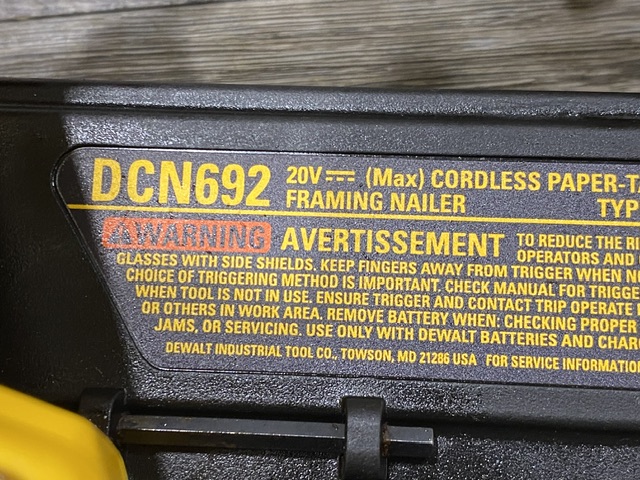 DCN692 20V (Max) CORDLESS PAPER-TA
FRAMING NAILER TYP
WARNING AVERTISSEMENT TO REDUCE THE RI
OPERATORS AND
GLASSES WITH SIDE SHIELDS. KEEP FINGERS AWAY FROM TRIGGER WHEN N
CHOICE OF TRIGGERING METHOD IS IMPORTANT. CHECK MANUAL FOR TRIGGE
WHEN TOOL IS NOT IN USE. ENSURE TRIGGER AND CONTACT TRIP OPERATE
OR OTHERS IN WORK AREA. REMOVE BATTERY WHEN: CHECKING PROPER
JAMS, OR SERVICING. USE ONLY WITH DEWALT BATTERIES AND CHAR
DEWALT INDUSTRIAL TOOL CO., TOWSON, MD 21286 USA FOR SERVICE INFORMATIO